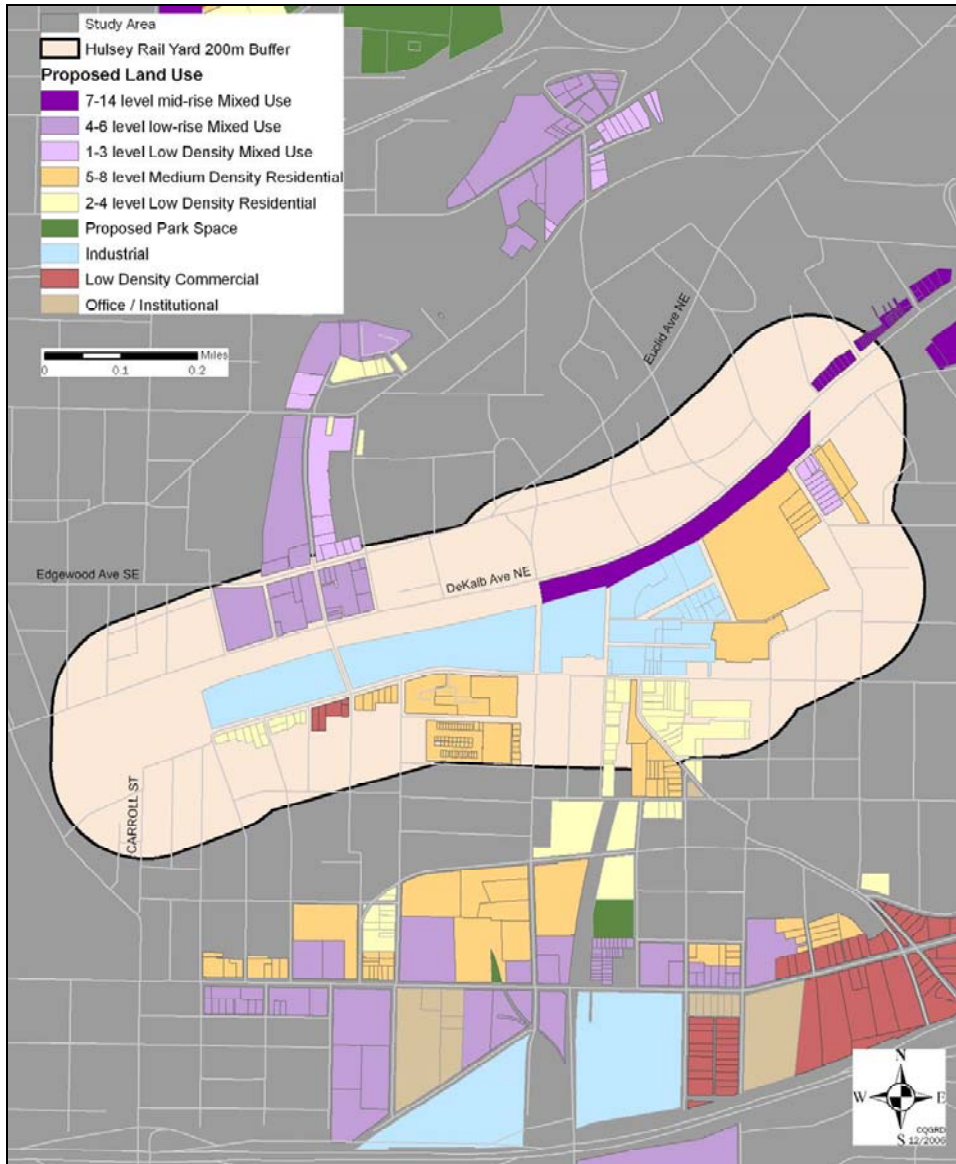 Study Area
Hulsey Rail Yard 200m Buffer
Proposed Land Use
7-14 level mid-rise Mixed Use
4-6 level low-rise Mixed Use
1-3 level Low Density Mixed Use
5-8 level Medium Density Residential
2-4 level Low Density Residential
Proposed Park Space
Industrial
Low Density Commercial
Office / Institutional
Miles
0 0.1 0.2
Euclid Ave NE
Edgewood Ave SE
DeKalb Ave NE
CARROLL ST
N
W E
S
CQGRD
12/2006